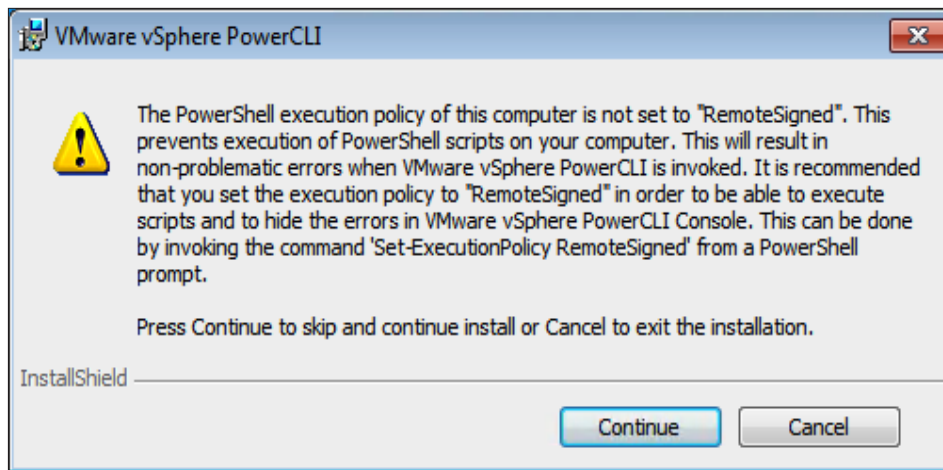 VMware vSphere PowerCLI
The PowerShell execution policy of this computer is not set to "RemoteSigned". This
prevents execution of PowerShell scripts on your computer. This will result in
non-problematic errors when VMware vSphere PowerCLI is invoked. It is recommended
that you set the execution policy to "RemoteSigned" in order to be able to execute
scripts and to hide the errors in VMware vSphere PowerCLI Console. This can be done
by invoking the command 'Set-ExecutionPolicy RemoteSigned' from a PowerShell
prompt.
Press Continue to skip and continue install or Cancel to exit the installation.
InstallShield
Continue
Cancel